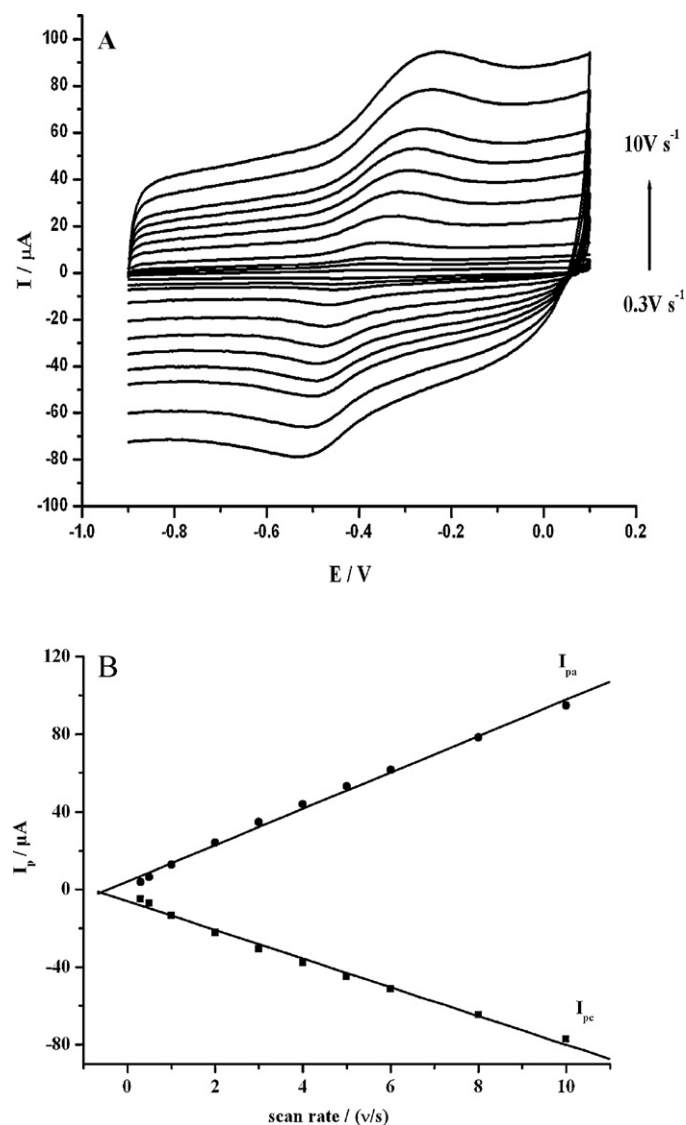 A
100
80
60
40
20
0
-20
-40
-60
-80
-100
I / μA
10V s-1
0.3V s-1
-1.0 -0.8 -0.6 -0.4 -0.2 0.0 0.2
E / V
B
120
80
40
0
-40
-80
Ip / μA
Ipa
Ipc
0 2 4 6 8 10
scan rate / (v/s)